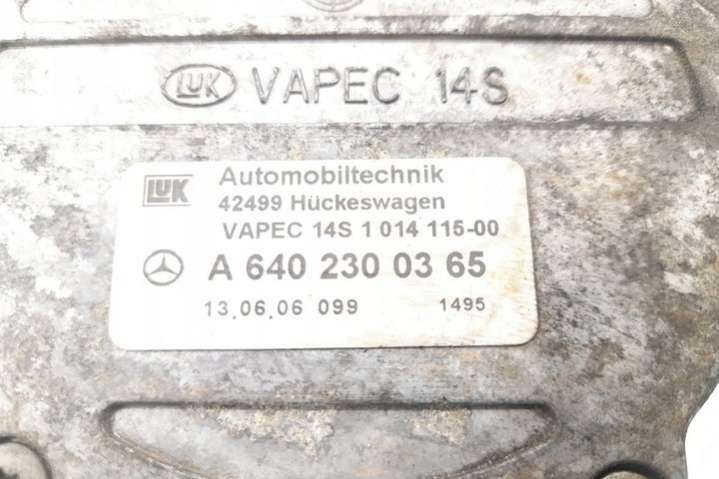 LUK VAPEC 14S
LUK Automobiltechnik
42499 Hückeswagen
VAPEC 14S 1 014 115-00
A 640 230 03 65
13.06.06 099 1495